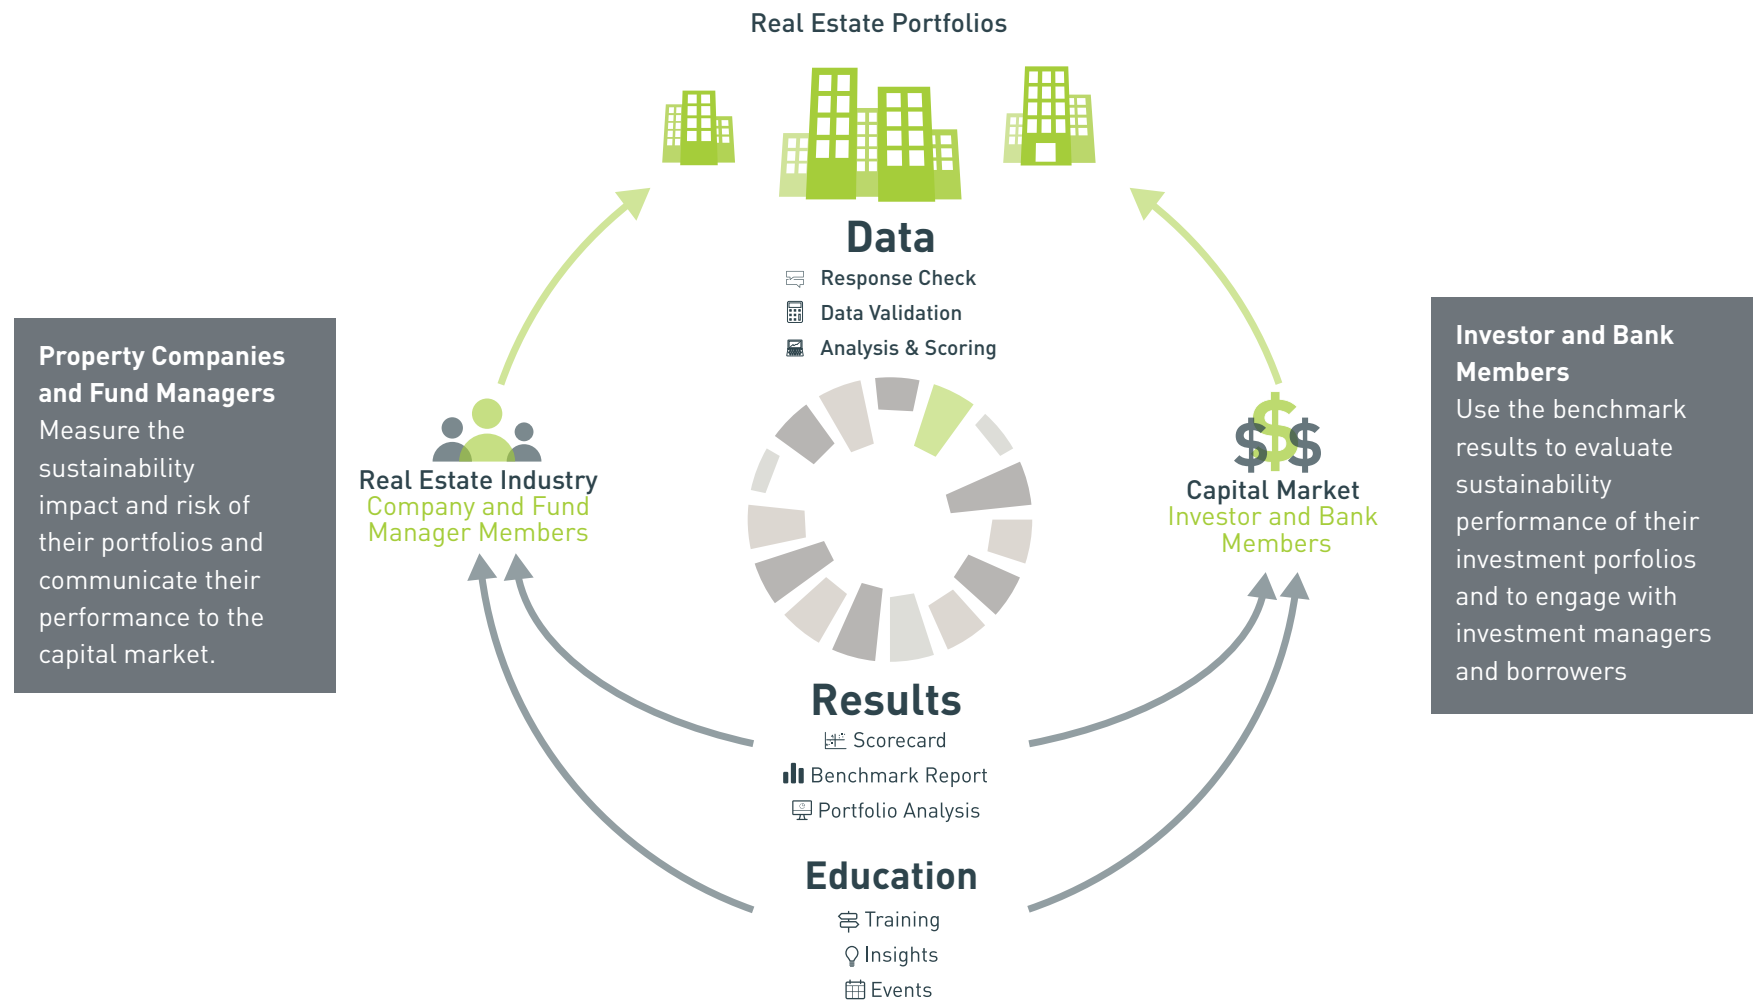 Real Estate Portfolios
Data
Response Check
Data Validation
Analysis & Scoring
Property Companies
and Fund Managers
Measure the
sustainability
impact and risk of
their portfolios and
communicate their
performance to the
capital market.
Real Estate Industry
Company and Fund
Manager Members
Capital Market
Investor and Bank
Members
Investor and Bank
Members
Use the benchmark
results to evaluate
sustainability
performance of their
investment porfolios
and to engage with
investment managers
and borrowers
Results
Scorecard
Benchmark Report
Portfolio Analysis
Education
Training
Insights
Events